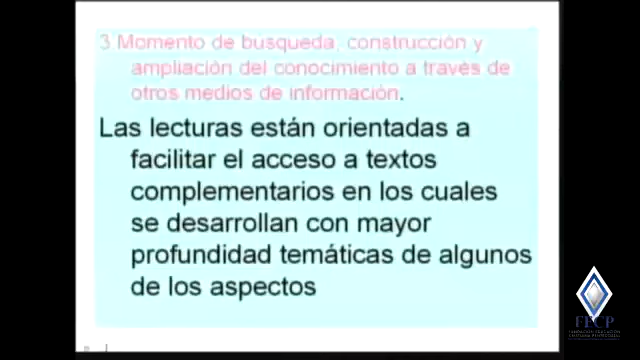 3 Momento de búsqueda, construcción y
ampliación del conocimiento a través de
otros medios de información.
Las lecturas están orientadas a
facilitar el acceso a textos
complementarios en los cuales
se desarrollan con mayor
profundidad temáticas de algunos
de los aspectos
FECP